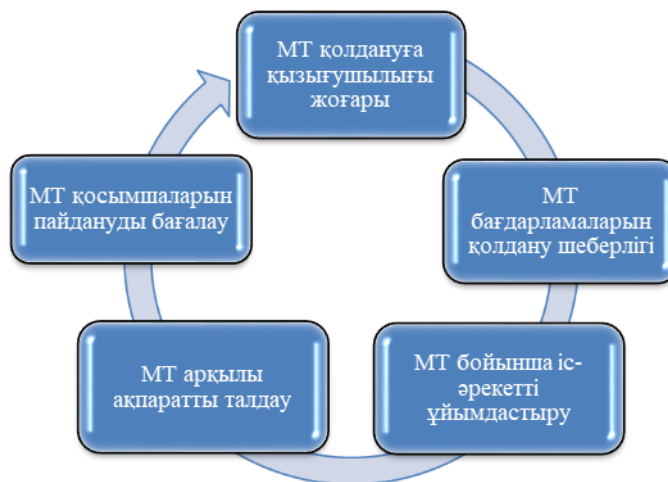 МТ қолдануға
қызығушылығы
жоғары
МТ
бағдарламаларын
қолдану шеберлігі
МТ бойынша іс-
әрекетті
ұйымдастыру
МТ арқылы
ақпаратты талдау
МТ қосымшаларын
пайдануды бағалау